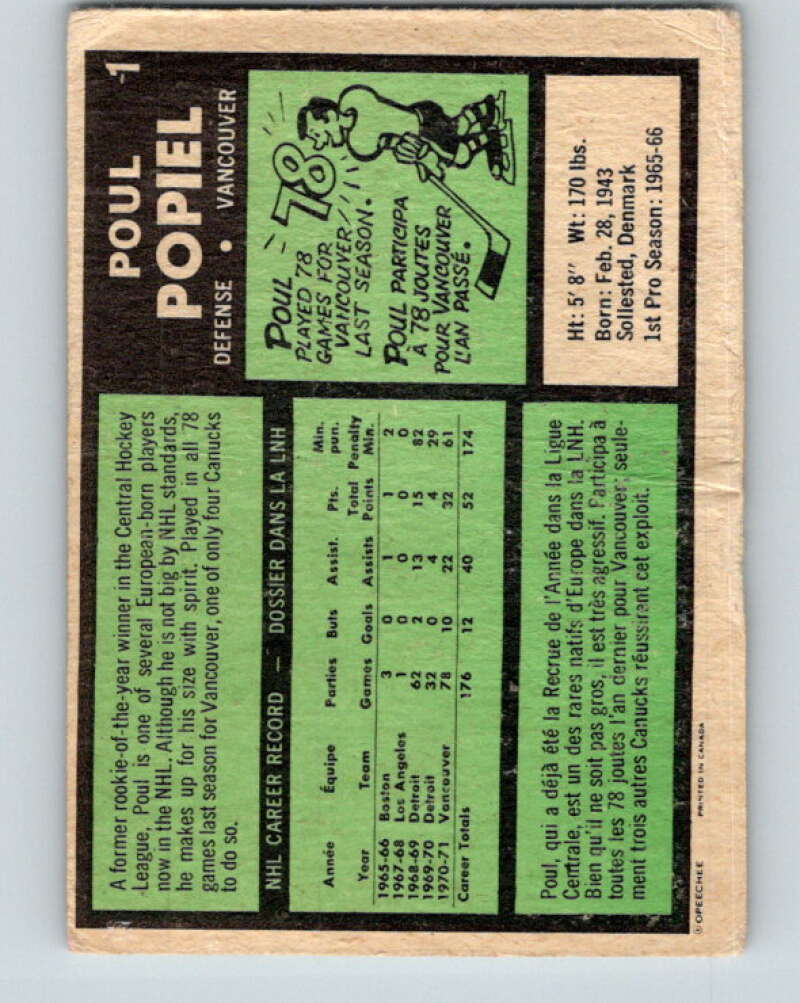 POUL
POPIEL
1
DEFENSE • VANCOUVER
A former rookie-of-the-year winner in the Central Hockey
League, Poul is one of several European-born players
now in the NHL. Although he is not big by NHL standards,
he makes up for his size with spirit. Played in all 78
games last season for Vancouver, one of only four Canucks
to do so.
POUL
PLAYED 78
GAMES FOR
VANCOUVER
LAST SEASON.
78
POUL PARTICIPA
À 78 JOUTES
POUR VANCOUVER
L'AN PASSÉ.
NHL CAREER RECORD — DOSSIER DANS LA LNH
Année Équipe Parties Buts Assist. Pts. Min. pun.
Year Team Games Goals Assists Total Points Penalty Min.
1965-66 Boston 3 0 1 1 2
1967-68 Los Angeles 1 0 0 0 0
1968-69 Detroit 62 2 13 15 82
1969-70 Detroit 32 0 4 4 29
1970-71 Vancouver 78 10 22 32 61
Career Totals 176 12 40 52 174
Ht: 5' 8" Wt: 170 lbs.
Born: Feb. 28, 1943
Sollested, Denmark
1st Pro Season: 1965-66
Poul, qui a déjà été la Recrue de l'Année dans la Ligue
Centrale, est un des rares natifs d'Europe dans la LNH.
Bien qu'il ne soit pas gros, il est très agressif. Participa à
toutes les 78 joutes l'an dernier pour Vancouver; seule-
ment trois autres Canucks réussirent cet exploit.
© OPEECHEE PRINTED IN CANADA